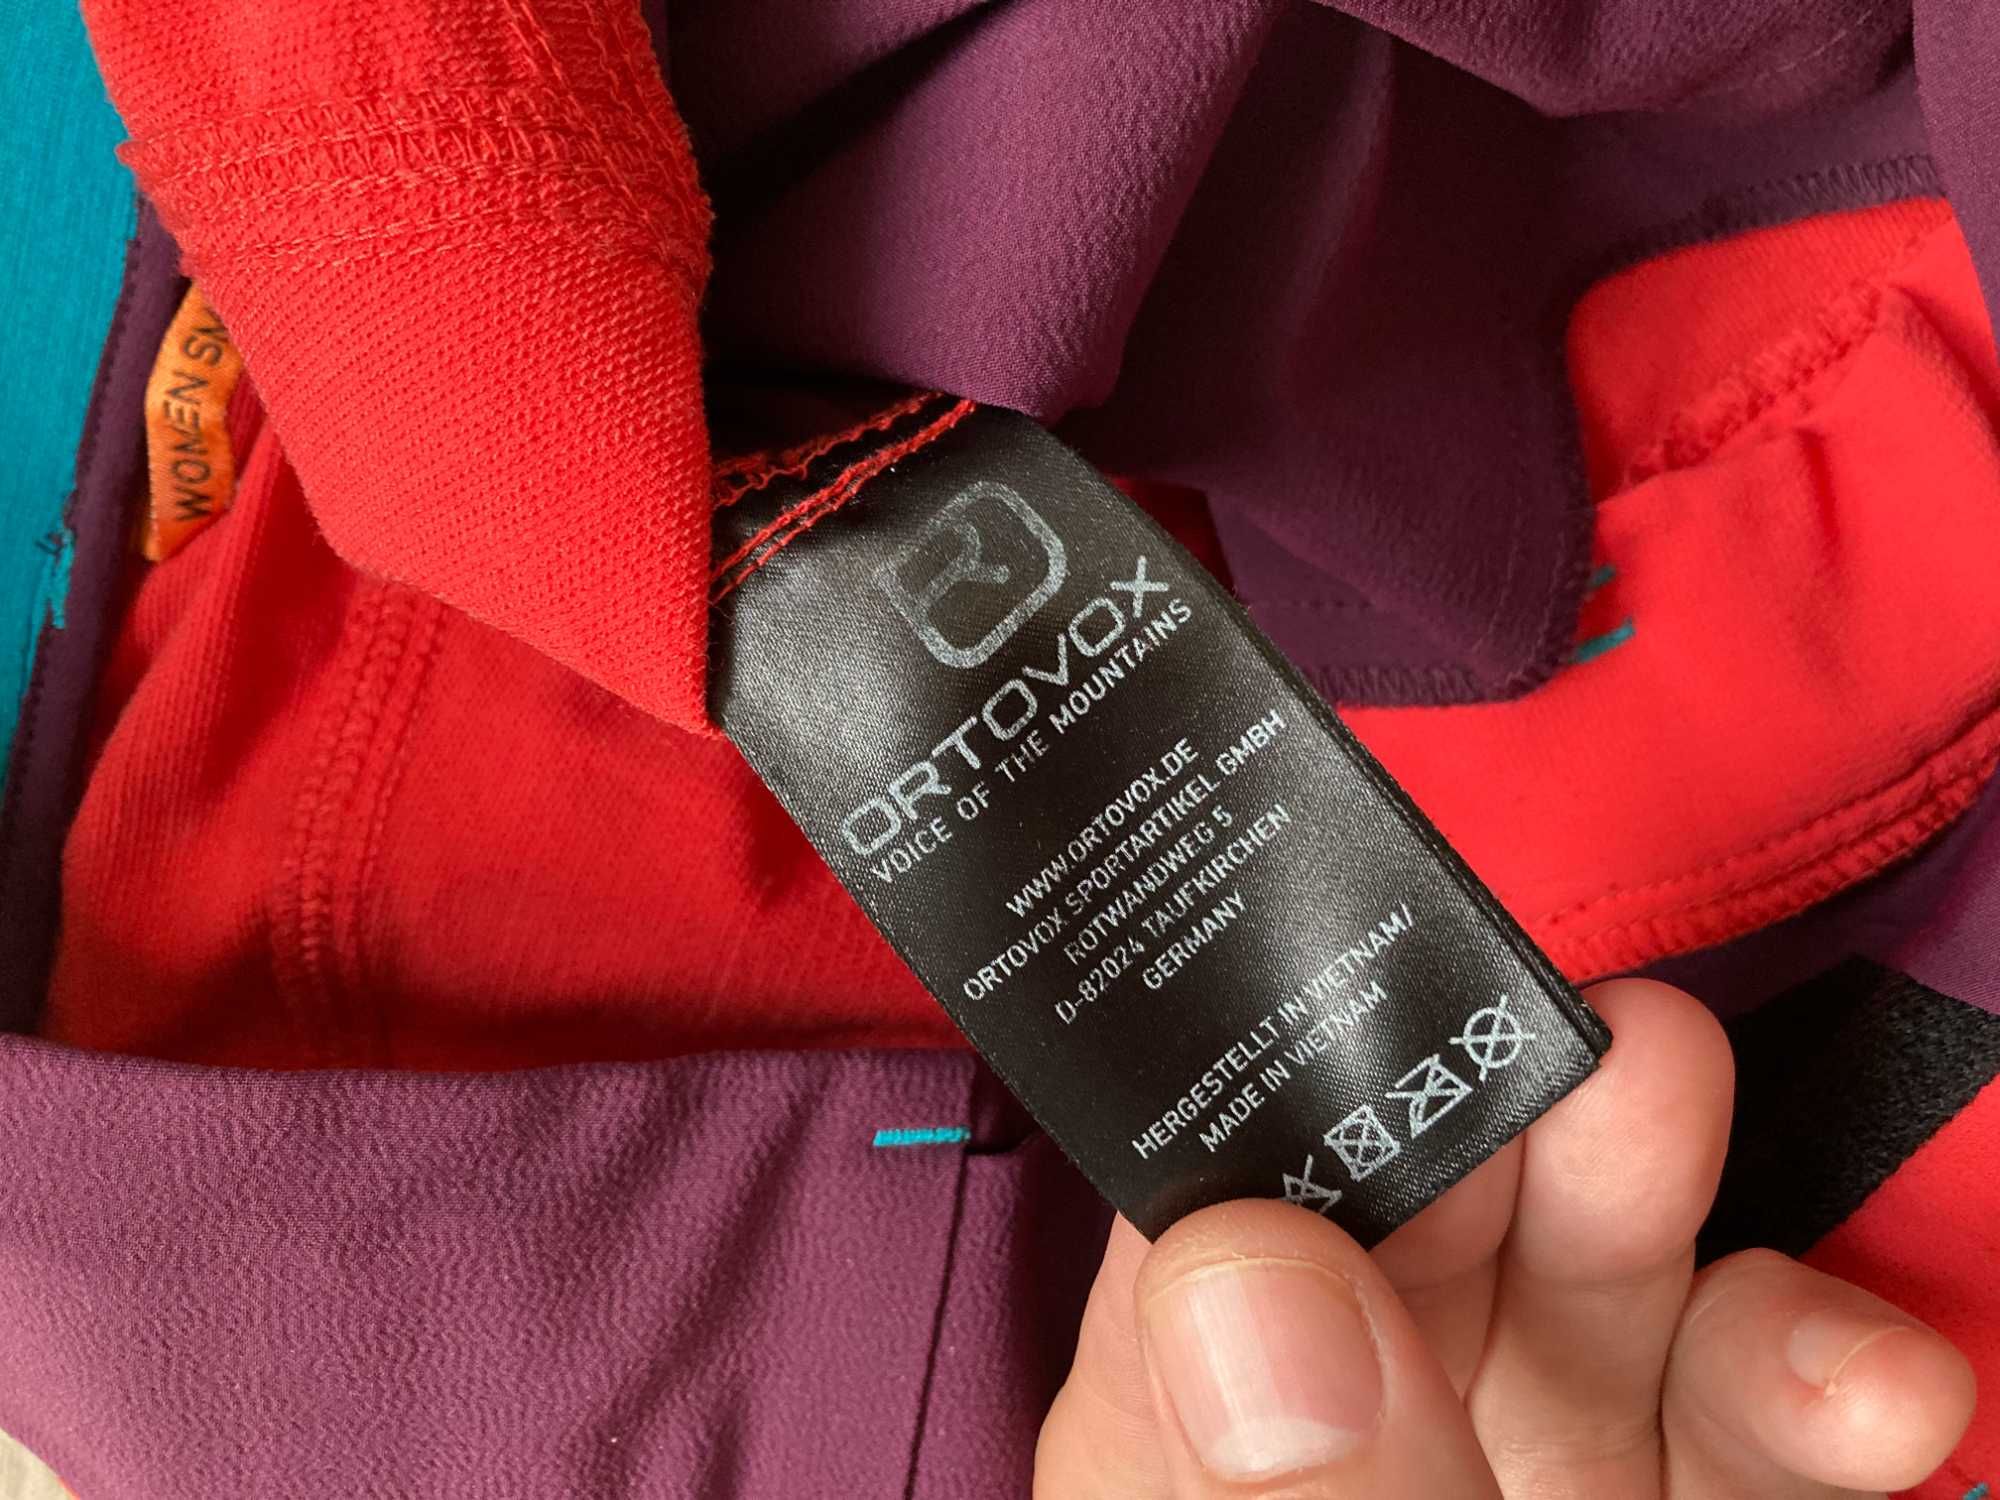 WOMEN SM
ORTOVOX
VOICE OF THE MOUNTAINS
WWW.ORTOVOX.DE
ORTOVOX SPORTARTIKEL GMBH
ROTWANDWEG 5
D-82024 TAUFKIRCHEN
GERMANY
HERGESTELLT IN VIETNAM/
MADE IN VIETNAM